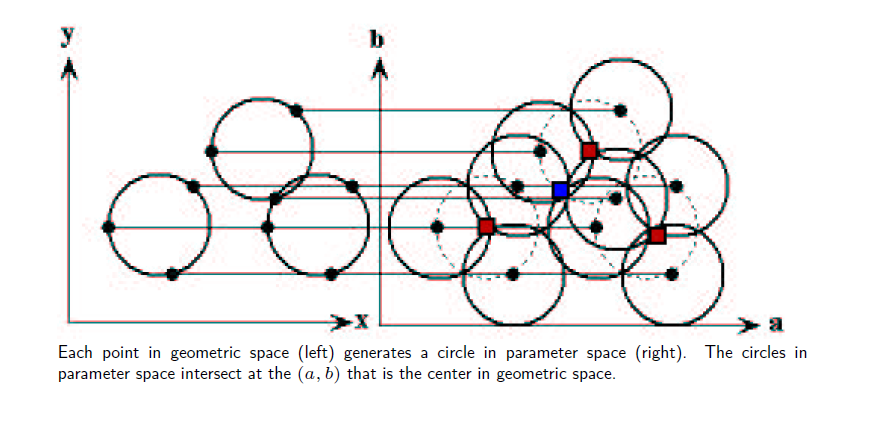 y
b
x
a
Each point in geometric space (left) generates a circle in parameter space (right). The circles in
parameter space intersect at the (a, b) that is the center in geometric space.